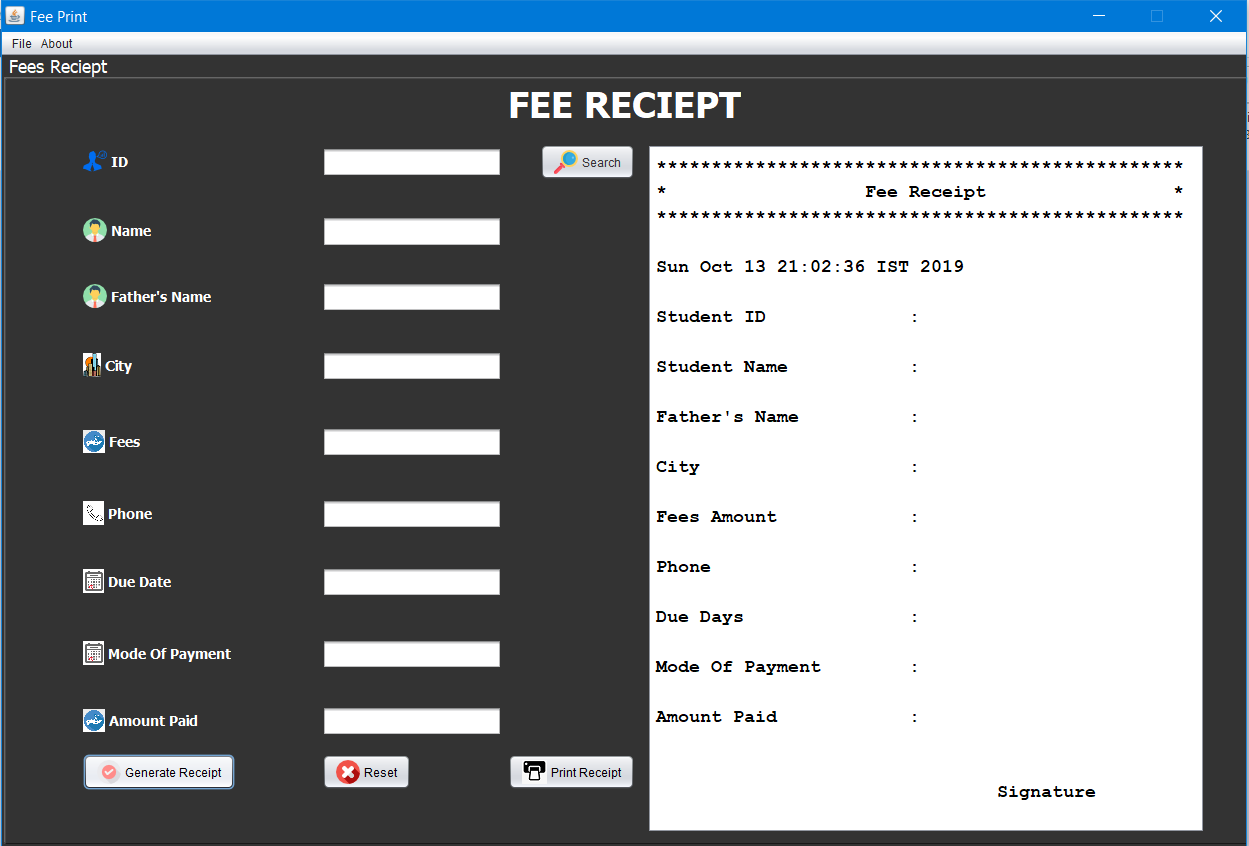 Fee Print
File About
Fees Reciept
FEE RECIEPT
ID
Search
Name
Father's Name
City
Fees
Phone
Due Date
Mode Of Payment
Amount Paid
Generate Receipt
Reset
Print Receipt
************************************************
* Fee Receipt *
************************************************
Sun Oct 13 21:02:36 IST 2019
Student ID :
Student Name :
Father's Name :
City :
Fees Amount :
Phone :
Due Days :
Mode Of Payment :
Amount Paid :
Signature